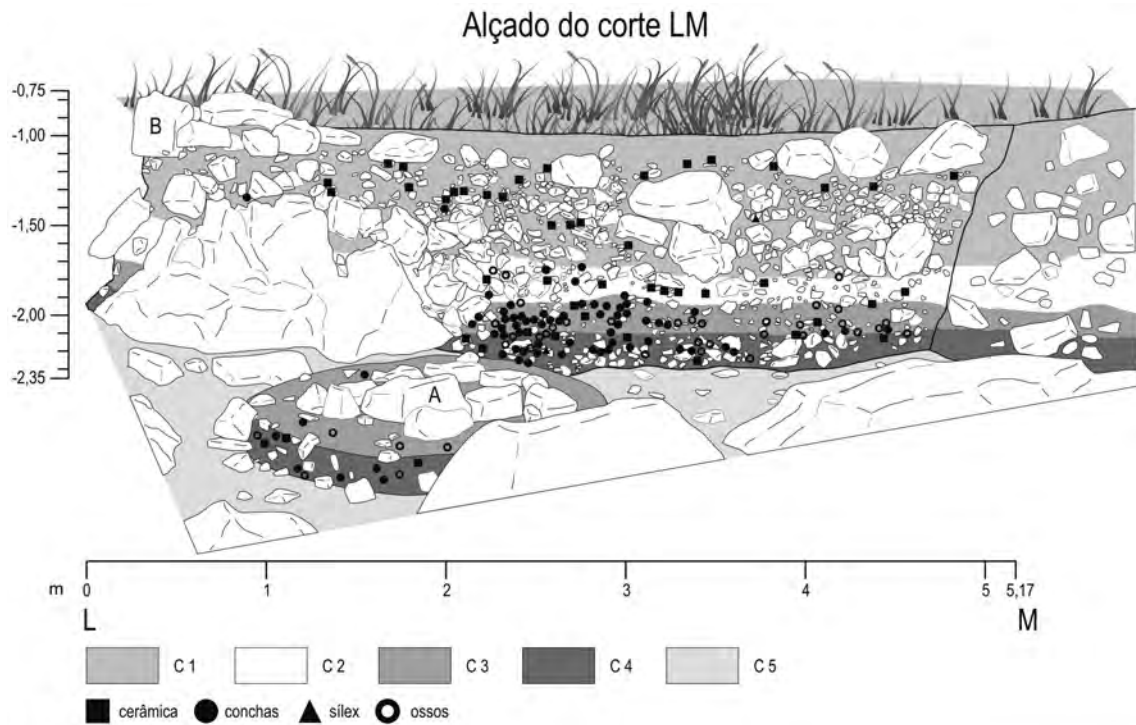 Alçado do corte LM
-0.75
-1,00
-1,50
-2,00
-2,35
B
A
m 0 1 2 3 4 5 5,17
L M
C 1 C 2 C 3 C 4 C 5
cerâmica conchas sílex ossos